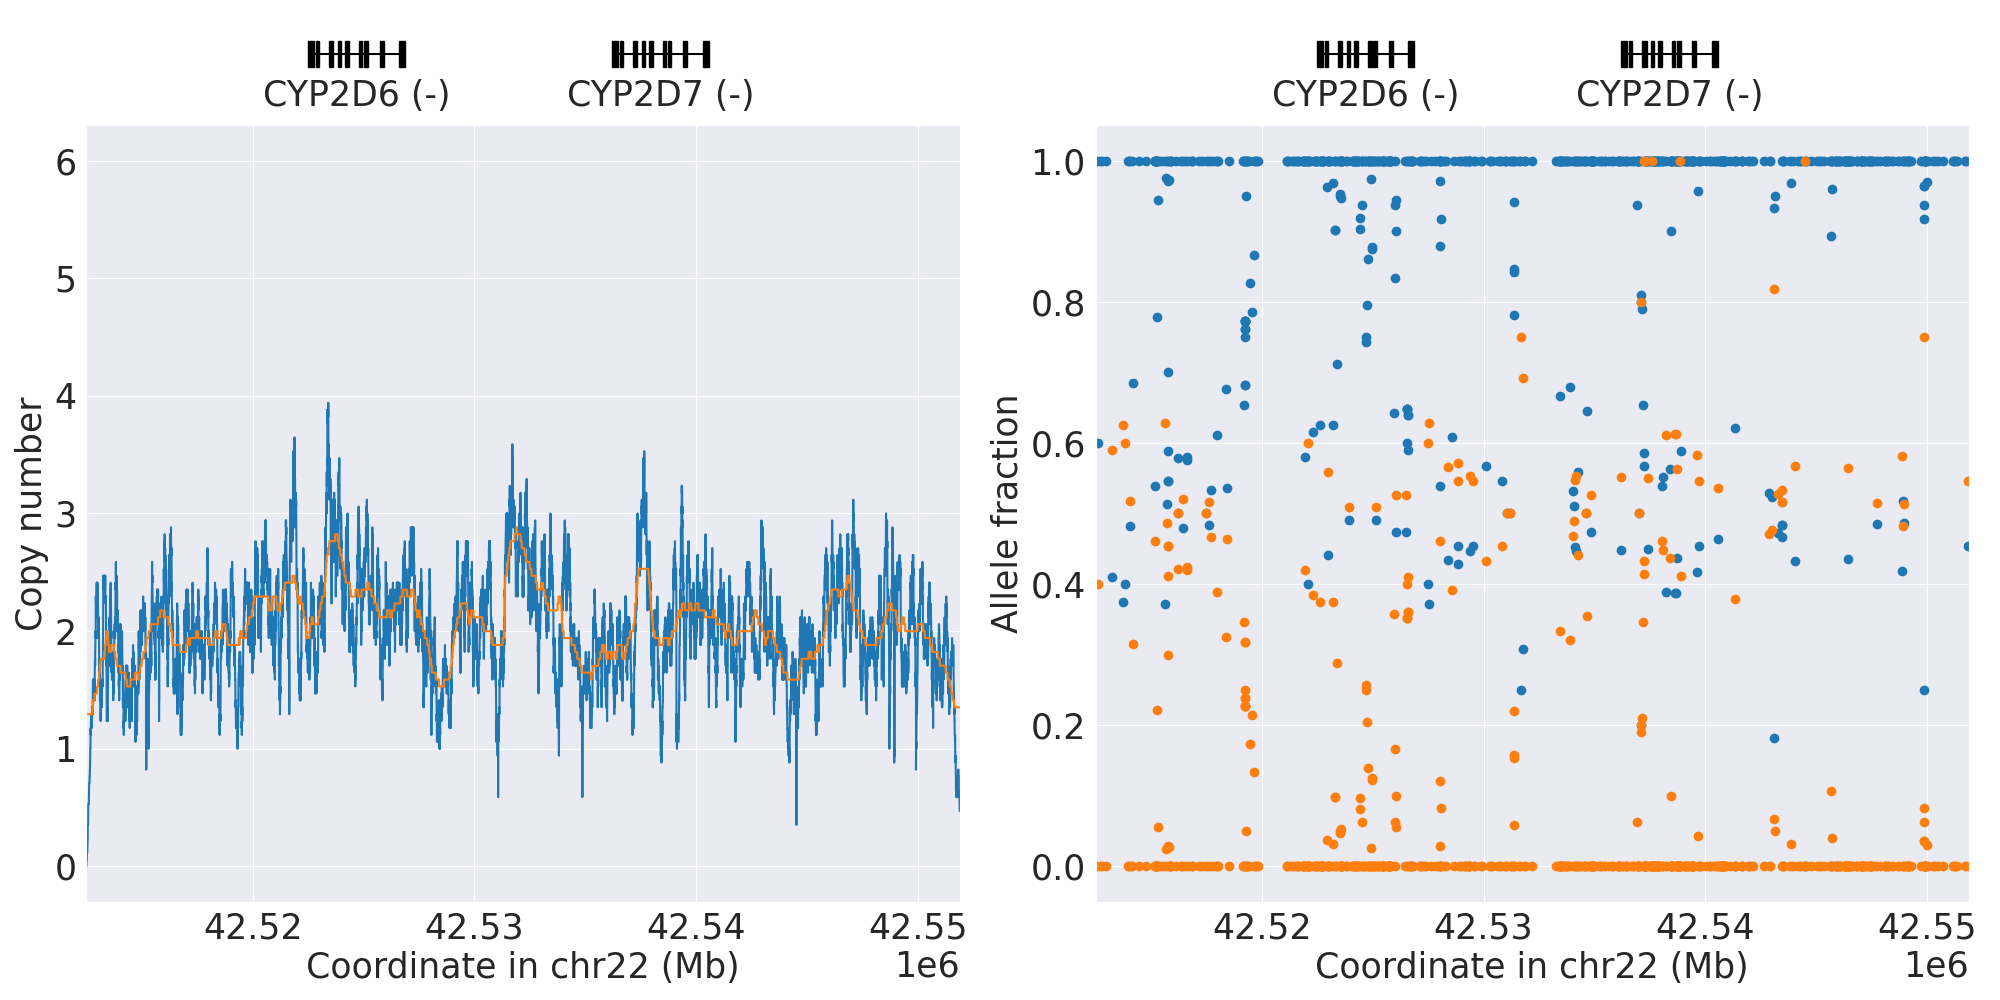 CYP2D6 (-) CYP2D7 (-)
6
5
4
3
2
1
0
Copy number
42.52 42.53 42.54 42.55
Coordinate in chr22 (Mb)
1e6
CYP2D6 (-) CYP2D7 (-)
1.0
0.8
0.6
0.4
0.2
0.0
Allele fraction
42.52 42.53 42.54 42.55
Coordinate in chr22 (Mb)
1e6